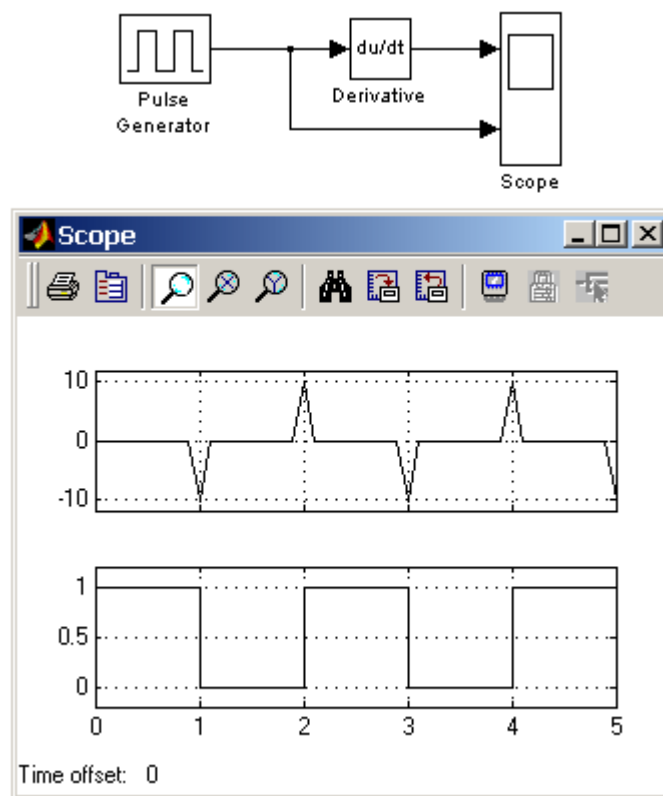 du/dt
Pulse
Generator
Derivative
Scope
Scope
10
0
-10
1
0.5
0
0 1 2 3 4 5
Time offset: 0